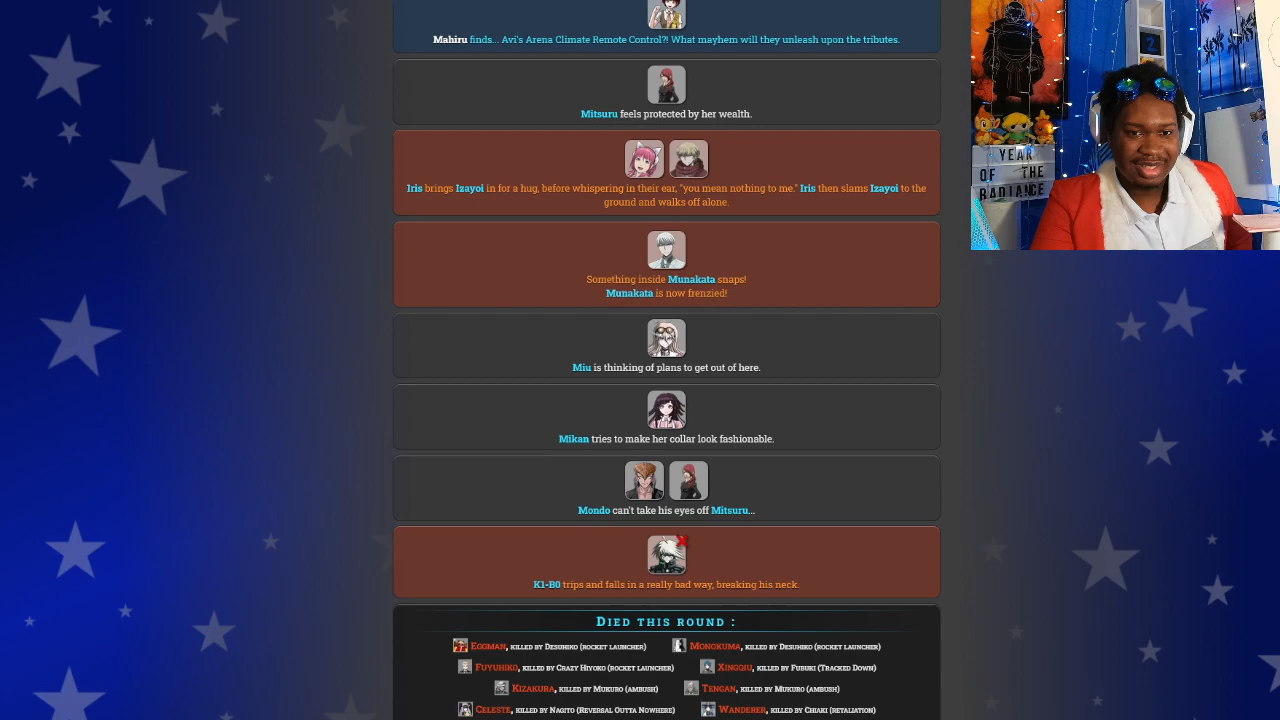 Mahiru finds... Avi's Arena Climate Remote Control?! What mayhem will they unleash upon the tributes.
Mitsuru feels protected by her wealth.
Iris brings Izayoi in for a hug, before whispering in their ear, "you mean nothing to me." Iris then slams Izayoi to the
ground and walks off alone.
Something inside Munakata snaps!
Munakata is now frenzied!
Miu is thinking of plans to get out of here.
Mikan tries to make her collar look fashionable.
Mondo can't take his eyes off Mitsuru...
K1-B0 trips and falls in a really bad way, breaking his neck.
Died this round :
Eggman, killed by Desuhiko (rocket launcher) Monokuma, killed by Desuhiko (rocket launcher)
Fuyuhiko, killed by Crazy Hiyoko (rocket launcher) Xingqiu, killed by Fubuki (Tracked Down)
Kizakura, killed by Mukuro (ambush) Tengan, killed by Mukuro (ambush)
Celeste, killed by Nagito (Reversal Outta Nowhere) Wanderer, killed by Chiaki (retaliation)
2
YEAR
OF THE
RADIANCE